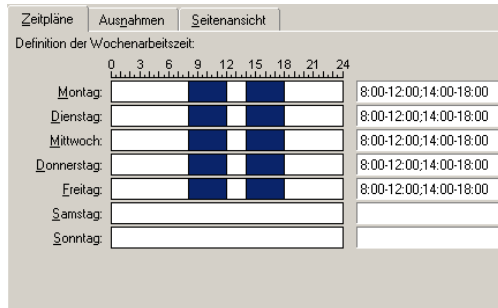 Zeitpläne Ausnahmen Seitenansicht
Definition der Wochenarbeitszeit:
0 3 6 9 12 15 18 21 24
Montag: 8:00-12:00;14:00-18:00
Dienstag: 8:00-12:00;14:00-18:00
Mittwoch: 8:00-12:00;14:00-18:00
Donnerstag: 8:00-12:00;14:00-18:00
Freitag: 8:00-12:00;14:00-18:00
Samstag:
Sonntag: